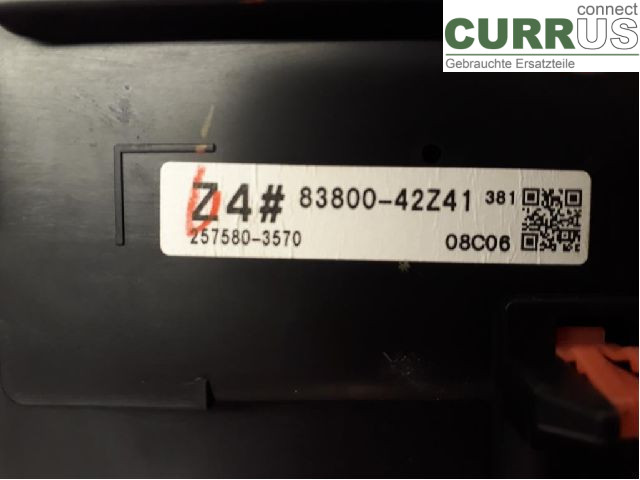 connect
CURRUS
Gebrauchte Ersatzteile
Z4# 83800-42Z41 381
257580-3570 08C06